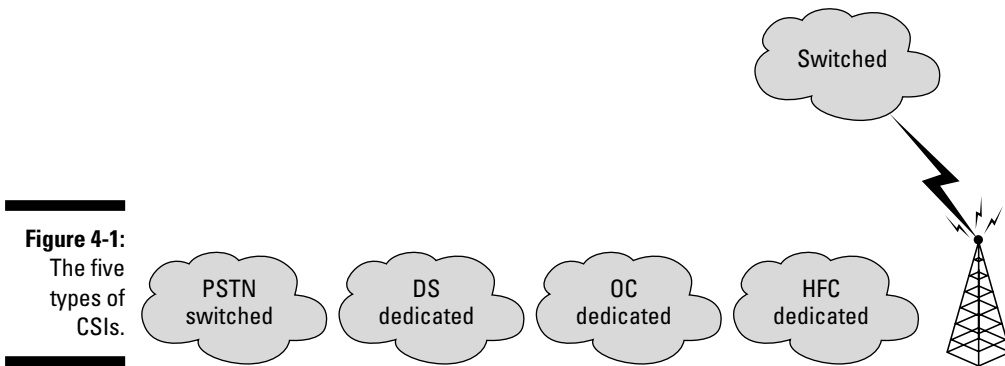 Switched
Figure 4-1:
The five
types of
CSIs.
PSTN
switched
DS
dedicated
OC
dedicated
HFC
dedicated